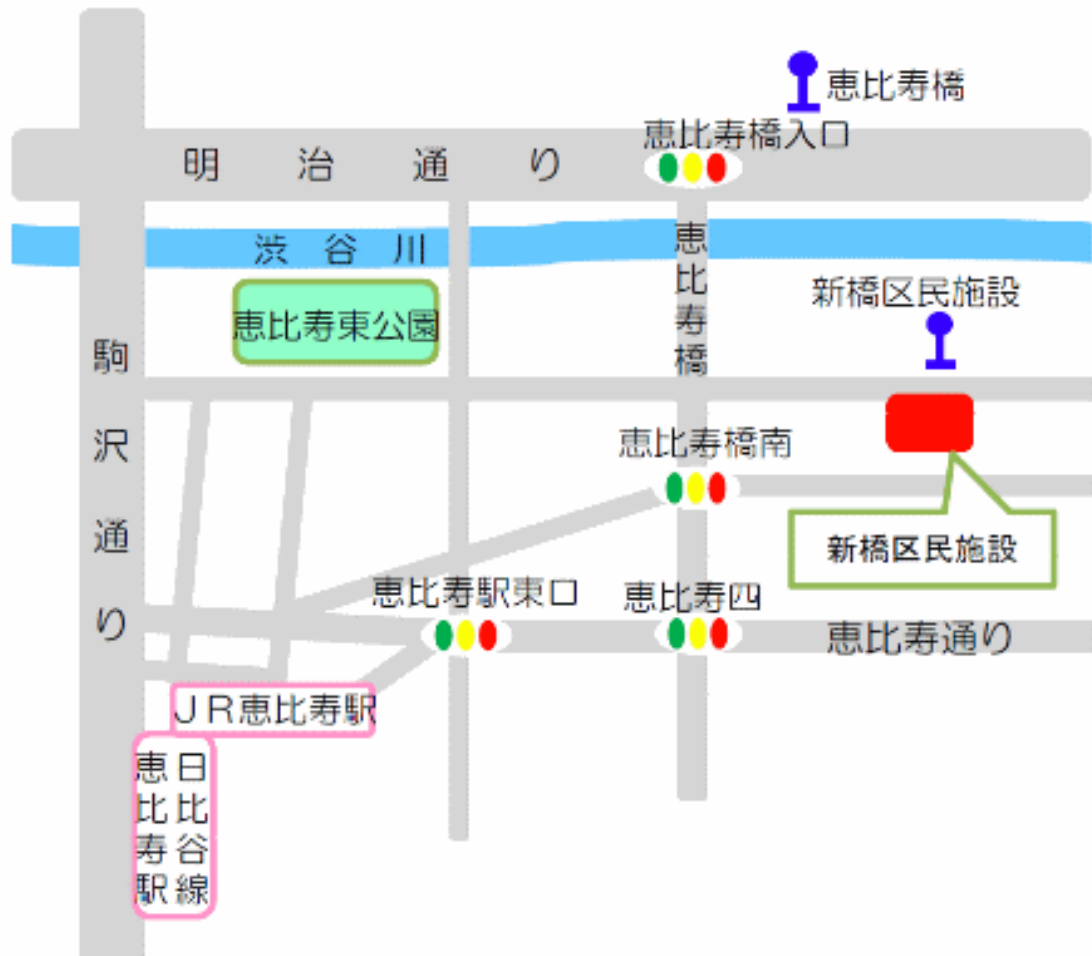 恵比寿橋
恵比寿橋入口
明治通り
渋谷川
恵比寿橋
新橋区民施設
恵比寿東公園
駒沢通り
恵比寿橋南
新橋区民施設
恵比寿駅東口
恵比寿四
恵比寿通り
JR恵比寿駅
日比谷線
恵比寿駅